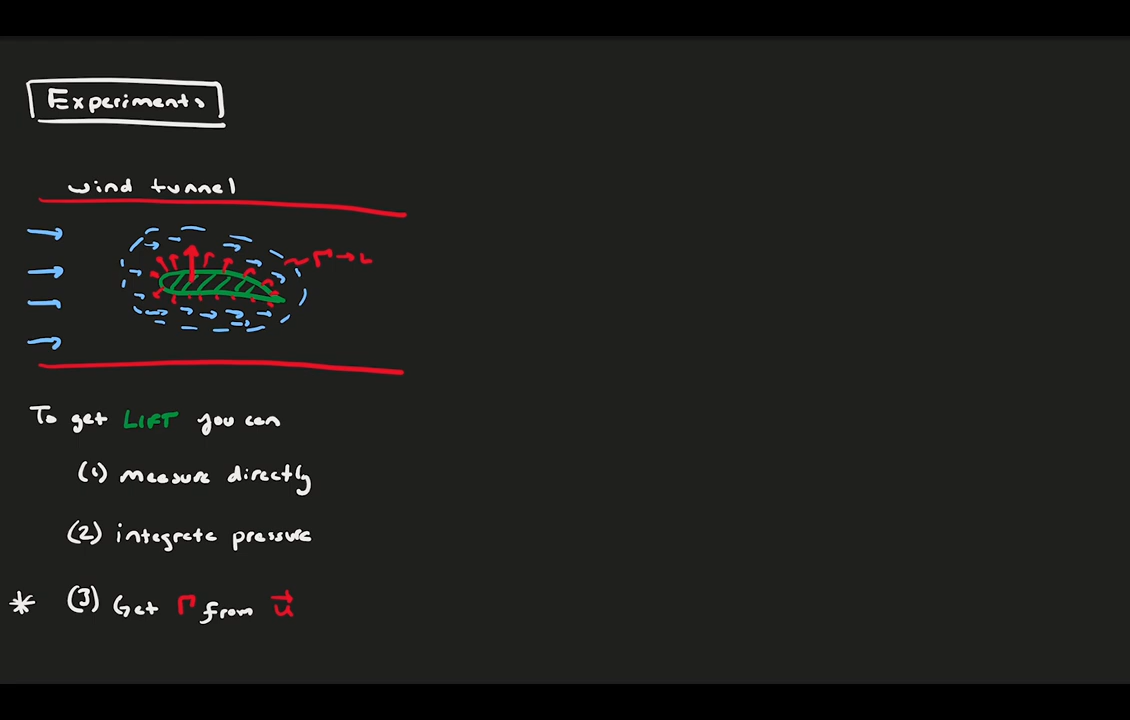 Experiments
wind tunnel
~ Γ → L
To get LIFT you can
(1) measure directly
(2) integrate pressure
* (3) Get Γ from u⃗